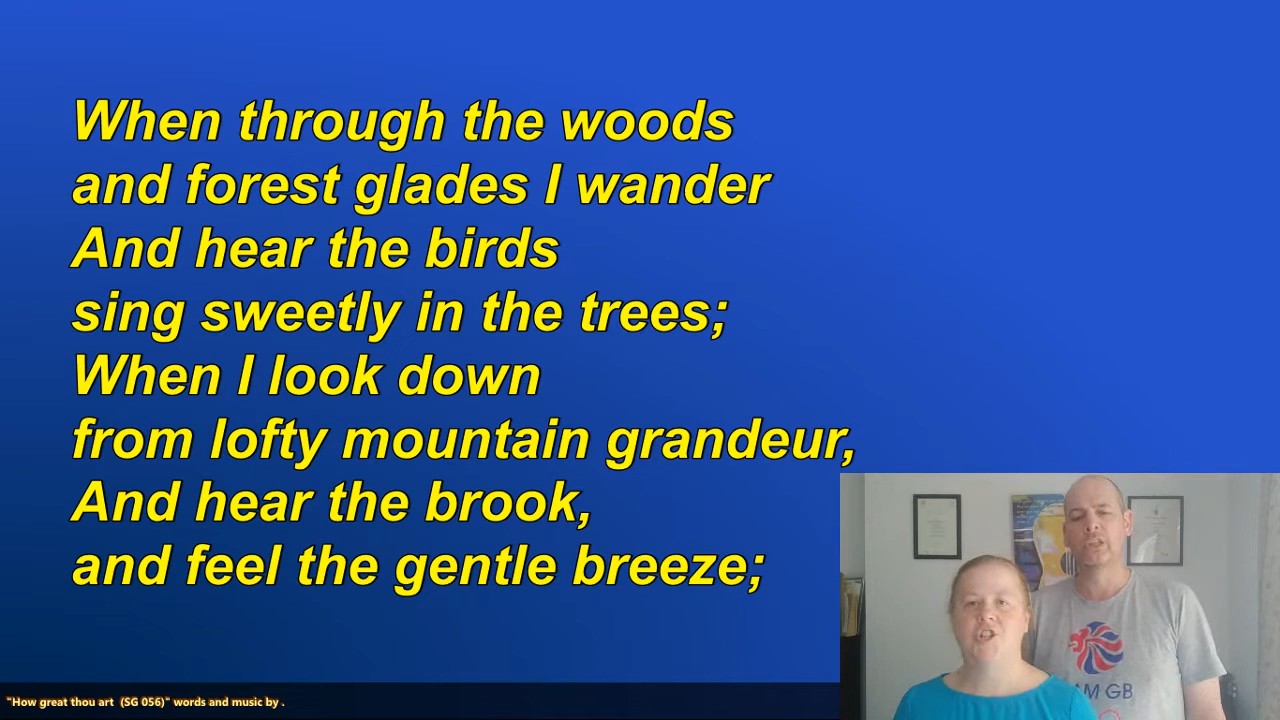 When through the woods
and forest glades I wander
And hear the birds
sing sweetly in the trees;
When I look down
from lofty mountain grandeur,
And hear the brook,
and feel the gentle breeze;
"How great thou art  (SG 056)" words and music by .
GB